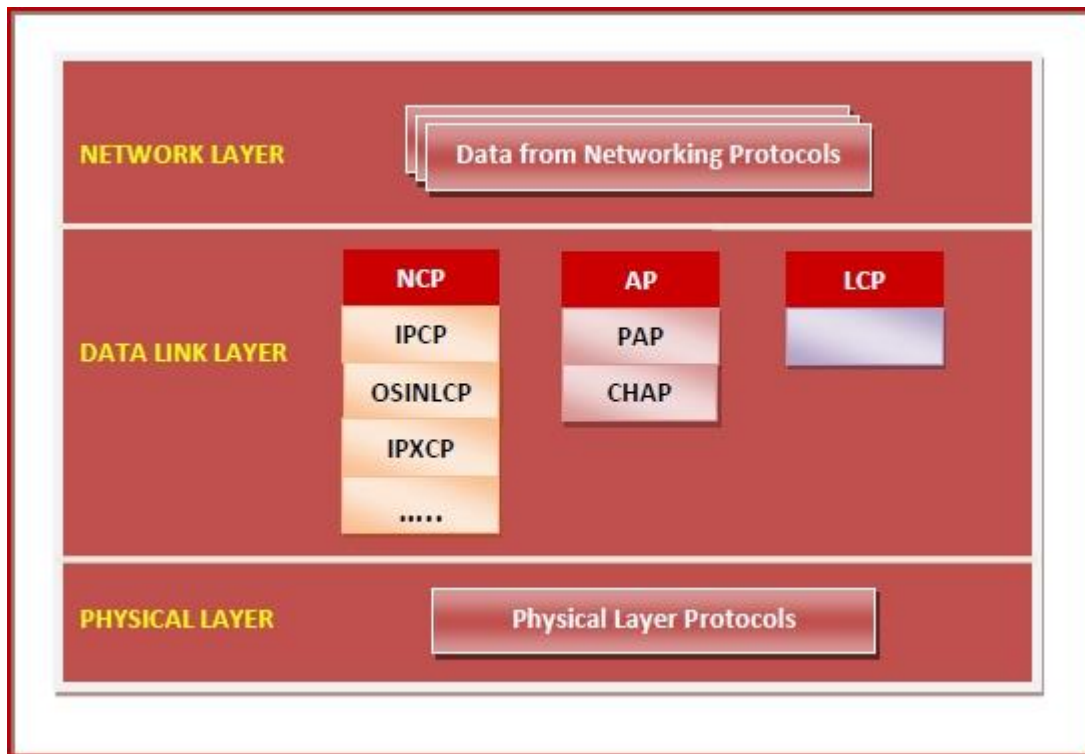 NETWORK LAYER
Data from Networking Protocols
DATA LINK LAYER
NCP
IPCP
OSINLCP
IPXCP
.....
AP
PAP
CHAP
LCP
PHYSICAL LAYER
Physical Layer Protocols